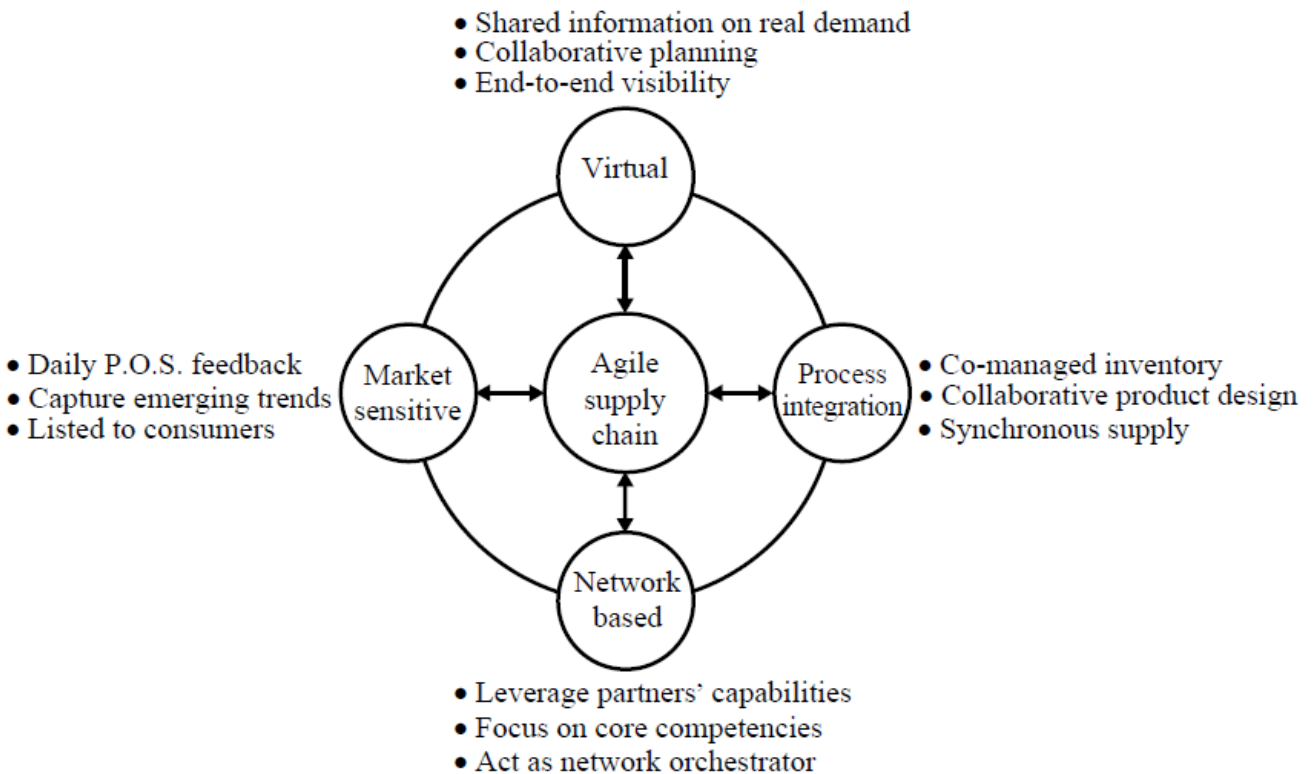 • Shared information on real demand
• Collaborative planning
• End-to-end visibility
Virtual
• Daily P.O.S. feedback
• Capture emerging trends
• Listed to consumers
Market
sensitive
Agile
supply
chain
Process
integration
• Co-managed inventory
• Collaborative product design
• Synchronous supply
Network
based
• Leverage partners’ capabilities
• Focus on core competencies
• Act as network orchestrator